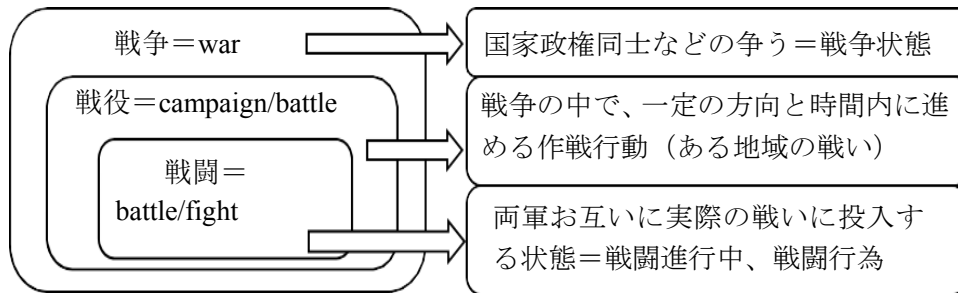 戦争＝war
国家政権同士などの争う＝戦争状態
戦役＝campaign/battle
戦争の中で、一定の方向と時間内に進
める作戦行動（ある地域の戦い）
戦闘＝
battle/fight
両軍お互いに実際の戦いに投入す
る状態＝戦闘進行中、戦闘行為